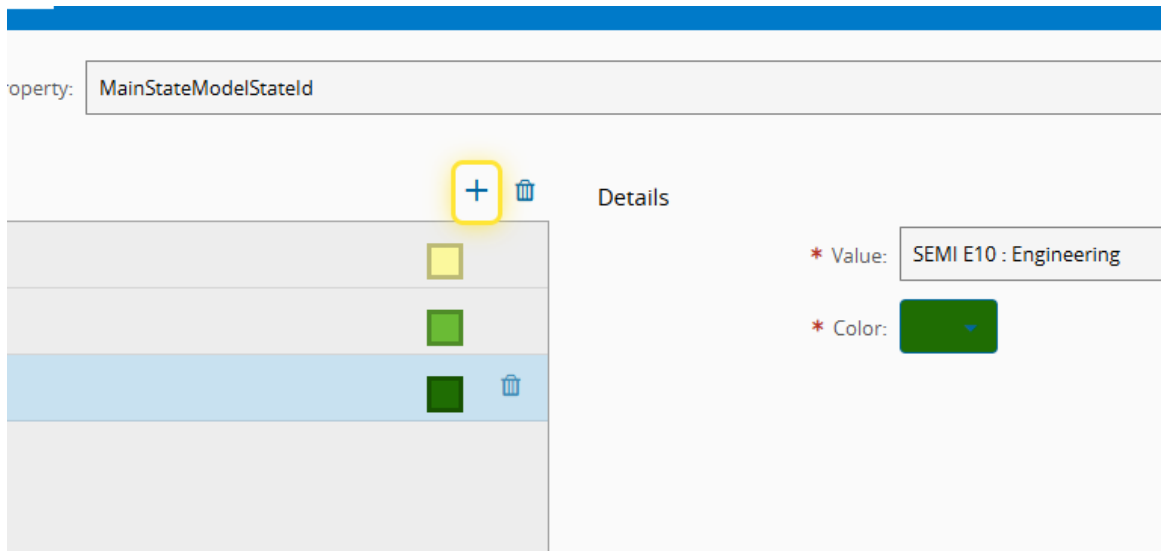 roperty: MainStateModelStateId
Details
* Value: SEMI E10 : Engineering
* Color: